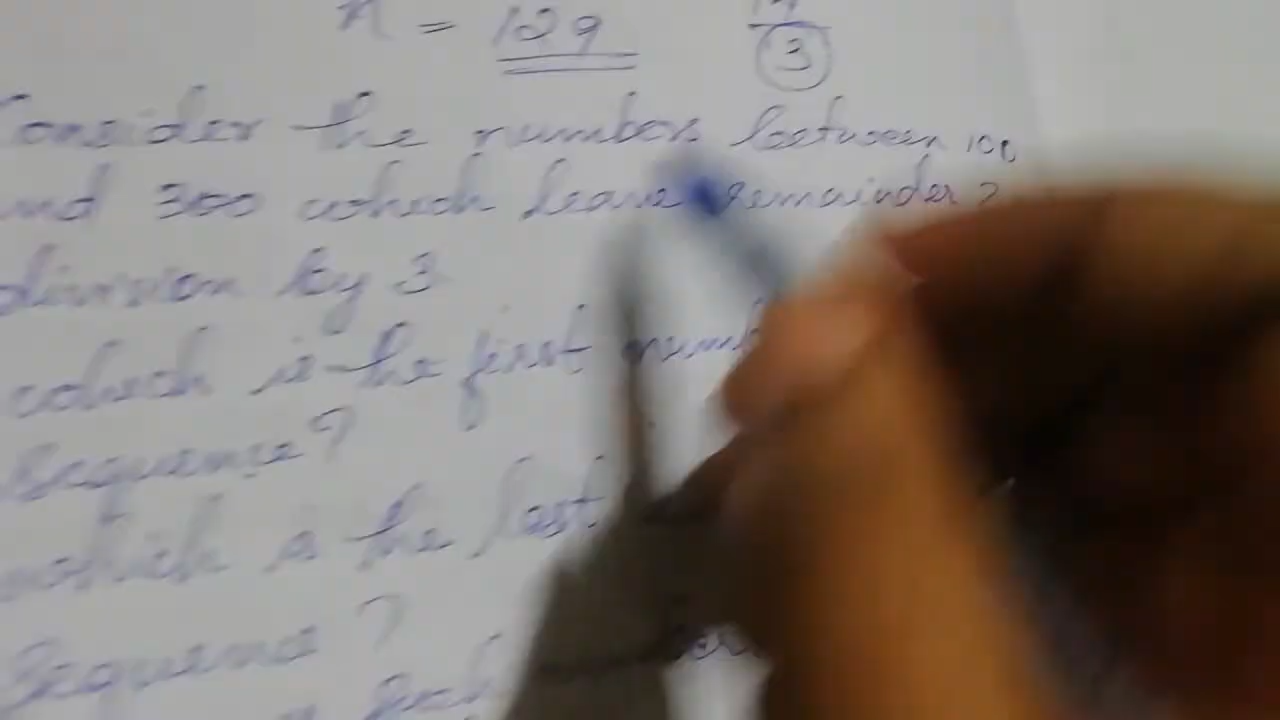 x = 129
3
Consider the numbers between 100
and 300 which leave remainder 2
division by 3
which is the first
sequence?
which is the last
sequence?